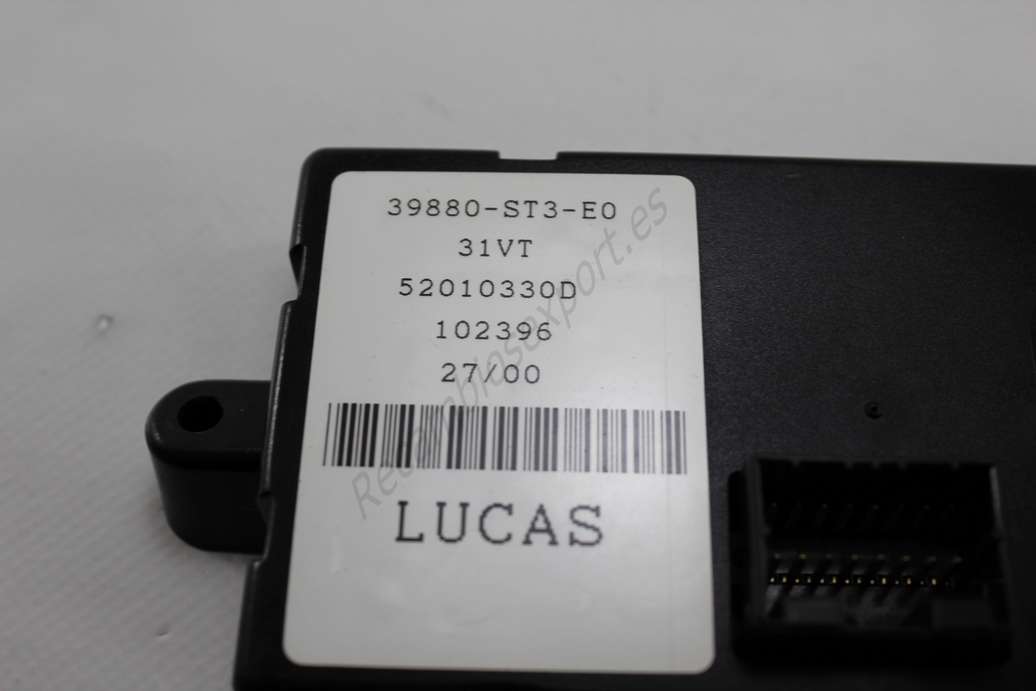 39880-ST3-E0
31VT
52010330D
102396
27/00
LUCAS
Recambiosexport.es